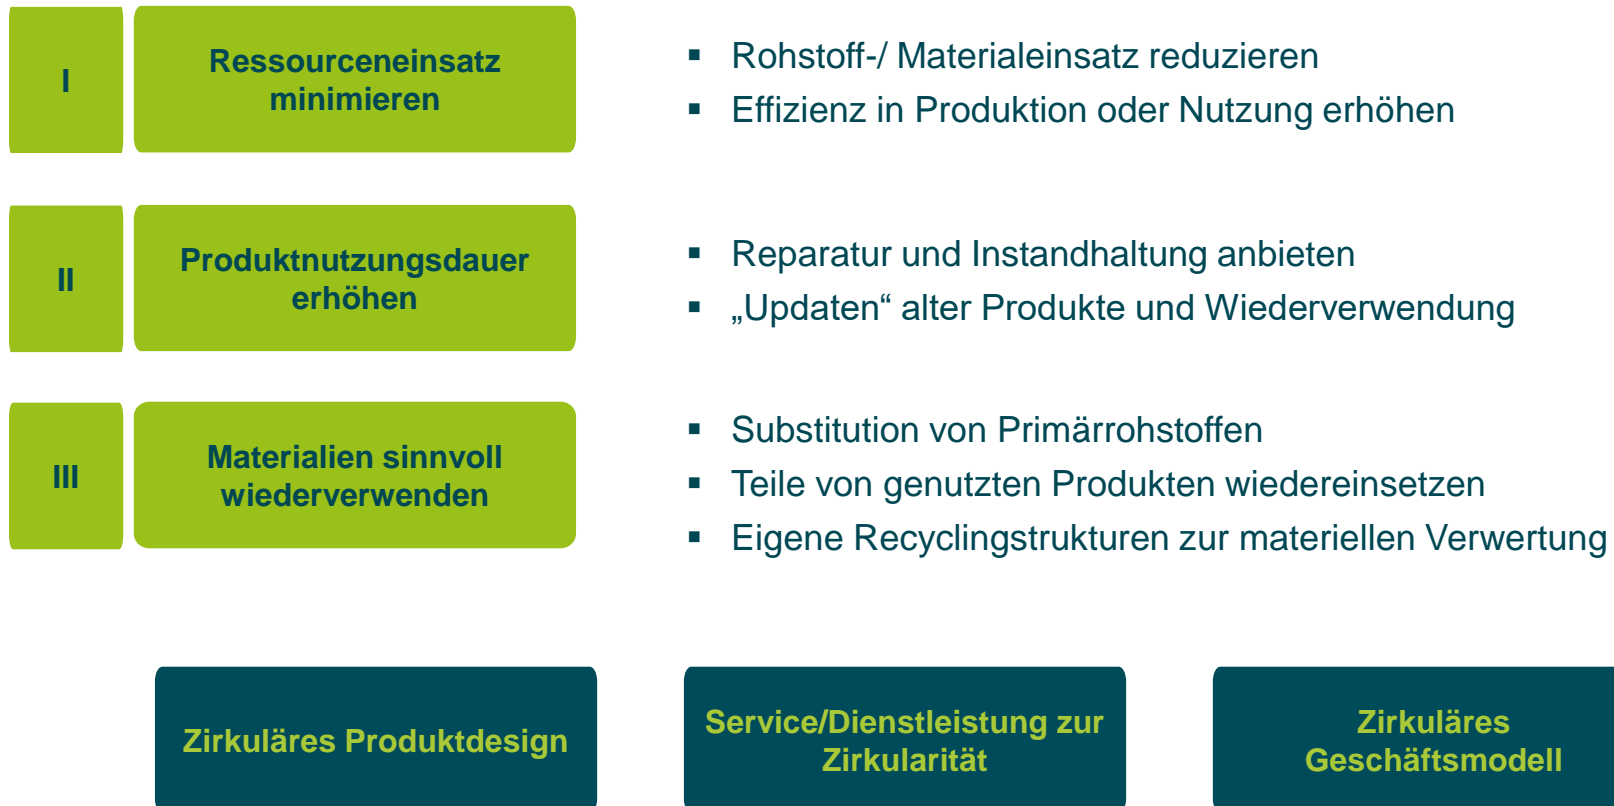 I
Ressourceneinsatz
minimieren
▪ Rohstoff-/ Materialeinsatz reduzieren
▪ Effizienz in Produktion oder Nutzung erhöhen
II
Produktnutzungsdauer
erhöhen
▪ Reparatur und Instandhaltung anbieten
▪ „Updaten“ alter Produkte und Wiederverwendung
III
Materialien sinnvoll
wiederverwenden
▪ Substitution von Primärrohstoffen
▪ Teile von genutzten Produkten wiedereinsetzen
▪ Eigene Recyclingstrukturen zur materiellen Verwertung
Zirkuläres Produktdesign
Service/Dienstleistung zur
Zirkularität
Zirkuläres
Geschäftsmodell